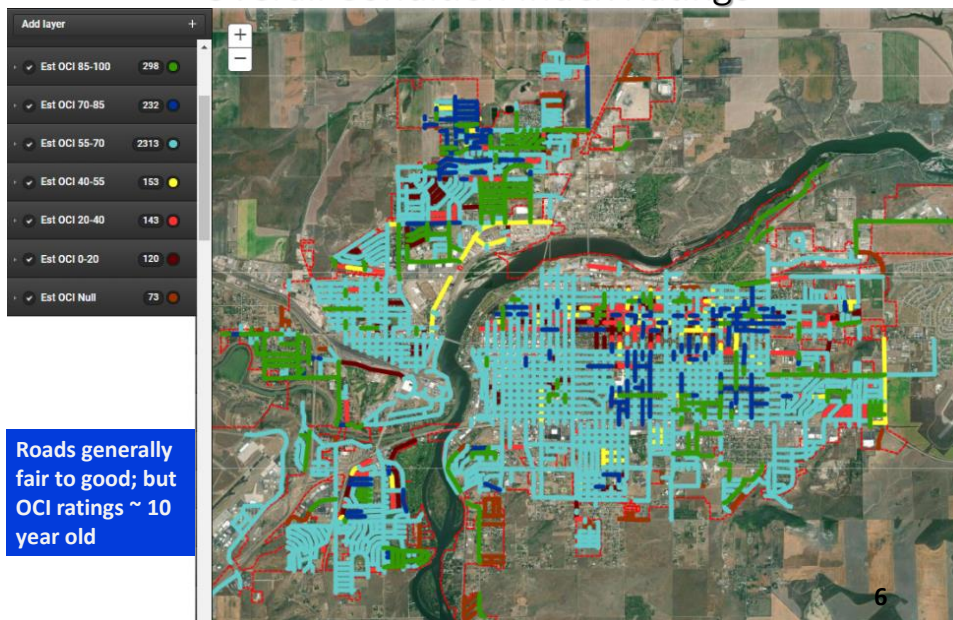 Add layer +
+
−
Est OCI 85-100 298
Est OCI 70-85 232
Est OCI 55-70 2313
Est OCI 40-55 153
Est OCI 20-40 143
Est OCI 0-20 120
Est OCI Null 73
Roads generally
fair to good; but
OCI ratings ~ 10
year old
6